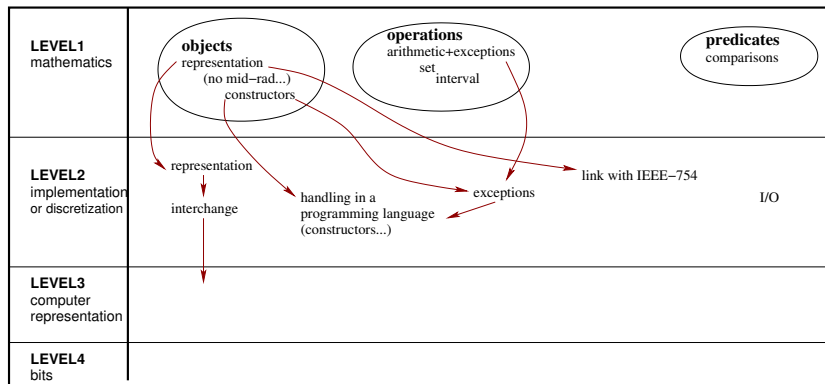 LEVEL1
mathematics
objects
representation
(no mid-rad...)
constructors
operations
arithmetic+exceptions
set
interval
predicates
comparisons
LEVEL2
implementation
or discretization
representation
interchange
handling in a
programming language
(constructors...)
exceptions
link with IEEE−754
I/O
LEVEL3
computer
representation
LEVEL4
bits